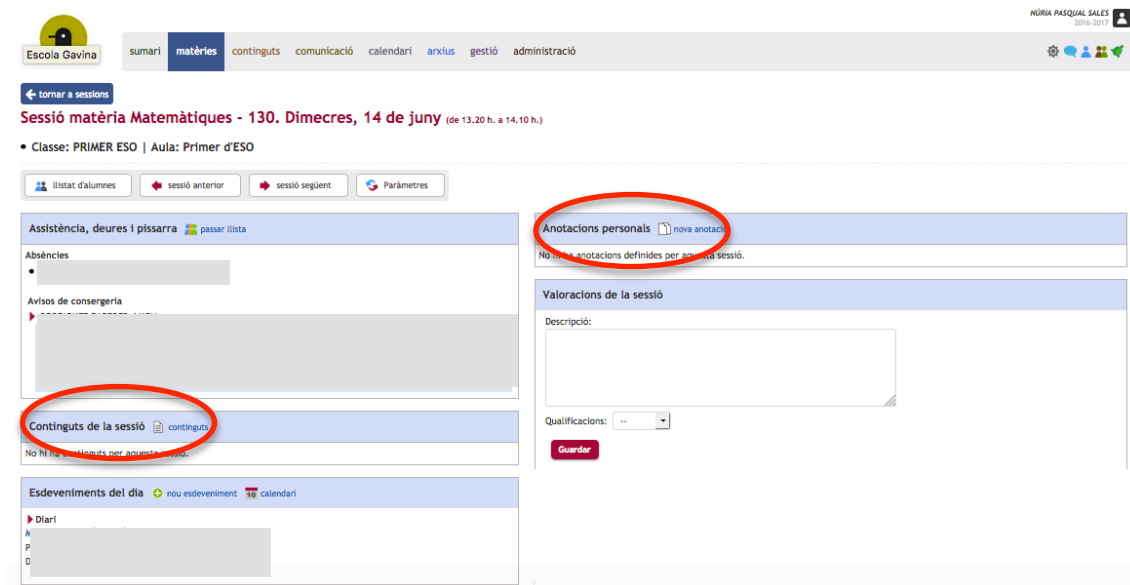 NÚRIA PASQUAL SALES
2016-2017
Escola Gavina
sumari matèries continguts comunicació calendari arxius gestió administració
tornar a sessions
Sessió matèria Matemàtiques - 130. Dimecres, 14 de juny (de 13.20 h. a 14.10 h.)
• Classe: PRIMER ESO | Aula: Primer d'ESO
llistat d'alumnes sessió anterior sessió següent Paràmetres
Assistència, deures i pissarra passar llista
Absències
Avisos de consergeria
Continguts de la sessió continguts
No hi ha continguts per aquesta sessió.
Esdeveniments del dia nou esdeveniment 10 calendari
Diari
Anotacions personals nova anotació
No hi ha anotacions definides per aquesta sessió.
Valoracions de la sessió
Descripció:
Qualificacions: --
Guardar